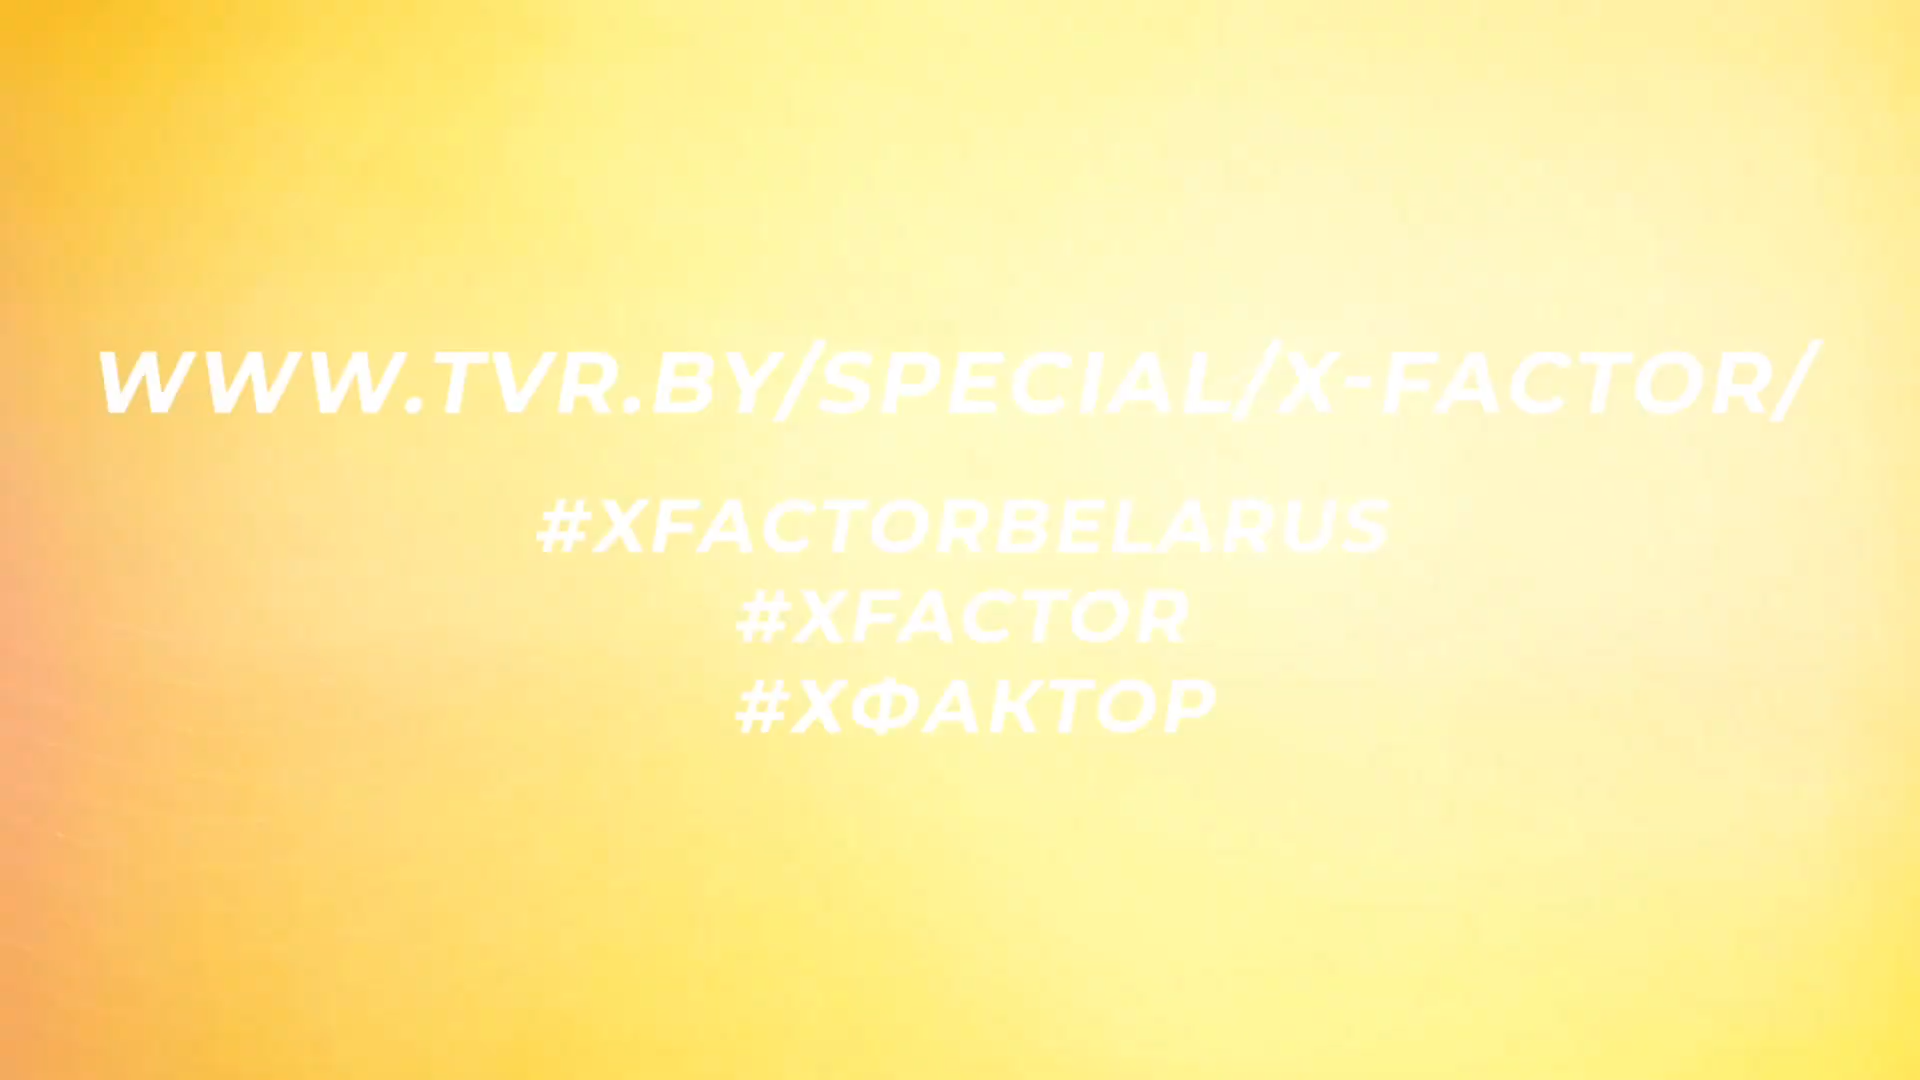 WWW.TVR.BY/SPECIAL/X-FACTOR/
#XFACTORBELARUS
#XFACTOR
#ХФАКТОР